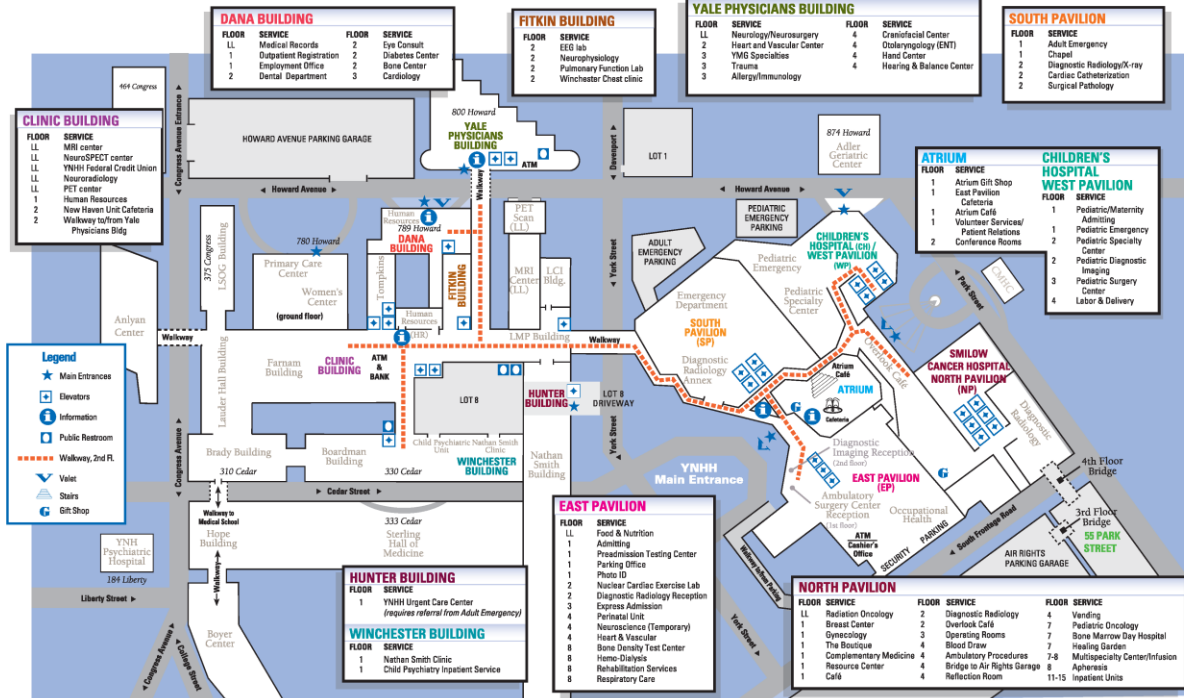 DANA BUILDING
FLOOR SERVICE FLOOR SERVICE
LL Medical Records 2 Eye Consult
1 Outpatient Registration 2 Diabetes Center
1 Employment Office 2 Bone Center
2 Dental Department 3 Cardiology
FITKIN BUILDING
FLOOR SERVICE
2 EEG lab
2 Neurophysiology
2 Pulmonary Function Lab
2 Winchester Chest clinic
YALE PHYSICIANS BUILDING
FLOOR SERVICE FLOOR SERVICE
LL Neurology/Neurosurgery 4 Craniofacial Center
2 Heart and Vascular Center 4 Otolaryngology (ENT)
3 YMG Specialties 4 Hand Center
3 Trauma 4 Hearing & Balance Center
3 Allergy/Immunology
SOUTH PAVILION
FLOOR SERVICE
1 Adult Emergency
1 Chapel
2 Diagnostic Radiology/X-ray
2 Cardiac Catheterization
2 Surgical Pathology
CLINIC BUILDING
FLOOR SERVICE
LL MRI center
LL NeuroSPECT center
LL YNHH Federal Credit Union
LL Neuroradiology
LL PET center
1 Human Resources
2 New Haven Unit Cafeteria
2 Walkway to/from Yale
Physicians Bldg
ATRIUM
FLOOR SERVICE
1 Atrium Gift Shop
1 East Pavilion
Cafeteria
1 Atrium Café
1 Volunteer Services/
Patient Relations
2 Conference Rooms
CHILDREN'S
HOSPITAL
WEST PAVILION
FLOOR SERVICE
1 Pediatric/Maternity
Admitting
1 Pediatric Emergency
2 Pediatric Specialty
Center
2 Pediatric Diagnostic
Imaging
3 Pediatric Surgery
Center
4 Labor & Delivery
464 Congress
Congress Avenue Entrance
HOWARD AVENUE PARKING GARAGE
800 Howard
YALE
PHYSICIANS
BUILDING
ATM
Walkway
Davenport
LOT 1
874 Howard
Adler
Geriatric
Center
Howard Avenue
Howard Avenue
375 Congress
LSOG Building
780 Howard
Primary Care
Center
Women's
Center
(ground floor)
Human
Resources
789 Howard
DANA
BUILDING
Tompkins
FITKIN
BUILDING
Human
Resources
(HR)
PET
Scan
(LL)
MRI
Center
(LL)
LCI
Bldg.
LMP Building
York Street
PEDIATRIC
EMERGENCY
PARKING
ADULT
EMERGENCY
PARKING
CHILDREN'S
HOSPITAL (CH) /
WEST PAVILION
(WP)
Pediatric
Emergency
Pediatric
Specialty
Center
Emergency
Department
SOUTH
PAVILION
(SP)
Diagnostic
Radiology
Annex
Park Street
CMHC
Overlook Café
SMILOW
CANCER HOSPITAL
NORTH PAVILION
(NP)
Diagnostic
Radiology
Atrium
Café
ATRIUM
Cafeteria
Anlyan
Center
Walkway
Lauder Hall Building
Farnam
Building
CLINIC
BUILDING
ATM
&
BANK
LOT 8
Walkway
HUNTER
BUILDING
LOT 8
DRIVEWAY
York Street
Legend
Main Entrances
Elevators
Information
Public Restroom
Walkway, 2nd Fl.
Valet
Stairs
G Gift Shop
Congress Avenue
Brady Building
Boardman
Building
Child Psychiatric
Unit
Nathan Smith
Clinic
WINCHESTER
BUILDING
Nathan
Smith
Building
310 Cedar
330 Cedar
Cedar Street
YNHH
Main Entrance
Diagnostic
Imaging Reception
(2nd floor)
EAST PAVILION
(EP)
Ambulatory
Surgery Center
Reception
(1st floor)
Occupational
Health
ATM
Cashier's
Office
SECURITY PARKING
G
G
South Frontage Road
4th Floor
Bridge
3rd Floor
Bridge
55 PARK
STREET
AIR RIGHTS
PARKING GARAGE
Walkway to/from Parking
York Street
Walkway to
Medical School
Hope
Building
Walkway
333 Cedar
Sterling
Hall of
Medicine
YNH
Psychiatric
Hospital
184 Liberty
Liberty Street
Boyer
Center
Congress Avenue
College Street
HUNTER BUILDING
FLOOR SERVICE
1 YNHH Urgent Care Center
(requires referral from Adult Emergency)
WINCHESTER BUILDING
FLOOR SERVICE
1 Nathan Smith Clinic
1 Child Psychiatry Inpatient Service
EAST PAVILION
FLOOR SERVICE
LL Food & Nutrition
1 Admitting
1 Preadmission Testing Center
1 Parking Office
1 Photo ID
2 Nuclear Cardiac Exercise Lab
2 Diagnostic Radiology Reception
3 Express Admission
4 Perinatal Unit
4 Neuroscience (Temporary)
4 Heart & Vascular
8 Bone Density Test Center
8 Hemo-Dialysis
8 Rehabilitation Services
8 Respiratory Care
NORTH PAVILION
FLOOR SERVICE FLOOR SERVICE FLOOR SERVICE
LL Radiation Oncology 2 Diagnostic Radiology 4 Vending
1 Breast Center 2 Overlook Café 7 Pediatric Oncology
1 Gynecology 3 Operating Rooms 7 Bone Marrow Day Hospital
1 The Boutique 4 Blood Draw 7 Healing Garden
1 Complementary Medicine 4 Ambulatory Procedures 7-8 Multispecialty Center/Infusion
1 Resource Center 4 Bridge to Air Rights Garage 8 Apheresis
1 Café 4 Reflection Room 11-15 Inpatient Units